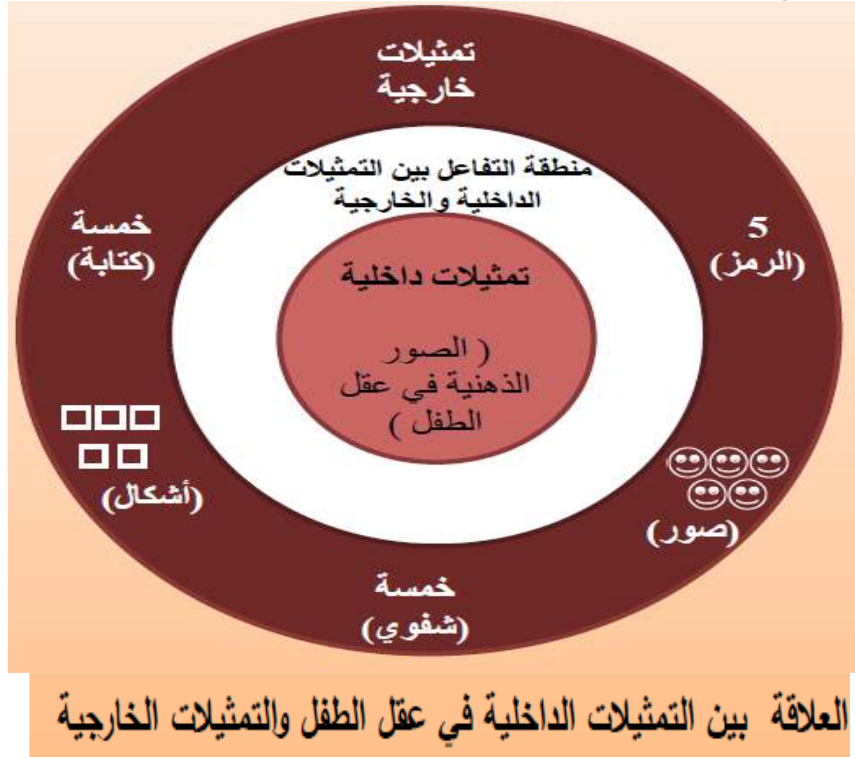 تمثيلات
خارجية
منطقة التفاعل بين التمثيلات
الداخلية والخارجية
5
(الرمز)
خمسة
(كتابة)
تمثيلات داخلية
( الصور
الذهنية في عقل
الطفل )
(صور)
(أشكال)
خمسة
(شفوي)
العلاقة بين التمثيلات الداخلية في عقل الطفل والتمثيلات الخارجية